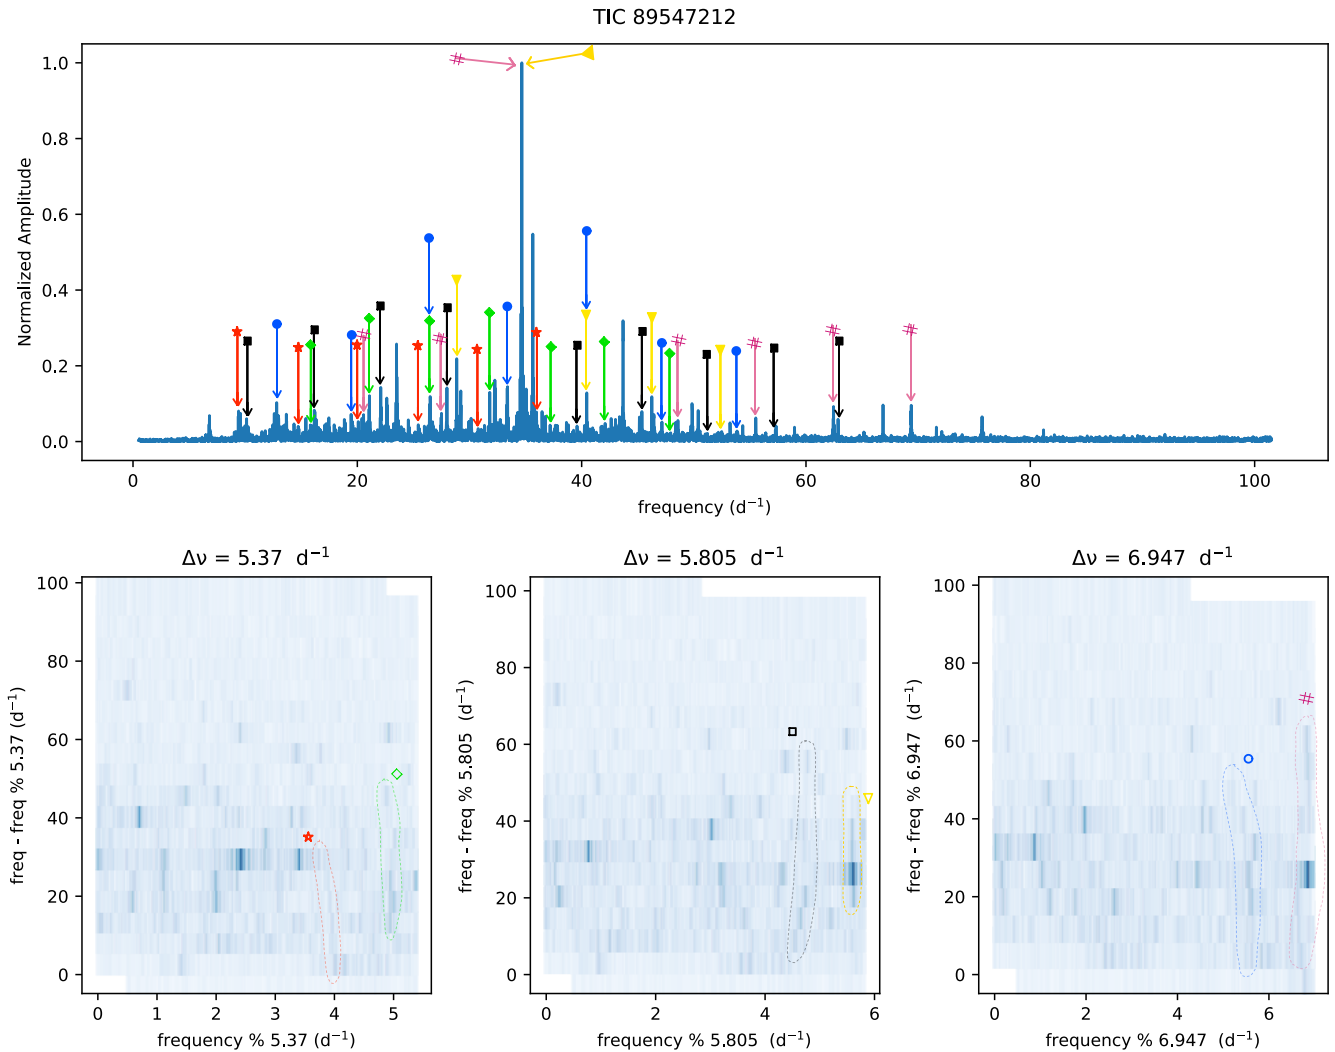 TIC 89547212
Normalized Amplitude
1.0
0.8
0.6
0.4
0.2
0.0
0 20 40 60 80 100
frequency (d⁻¹)
Δν = 5.37 d⁻¹
freq - freq % 5.37 (d⁻¹)
100
80
60
40
20
0
0 1 2 3 4 5
frequency % 5.37 (d⁻¹)
Δν = 5.805 d⁻¹
freq - freq % 5.805 (d⁻¹)
100
80
60
40
20
0
0 2 4 6
frequency % 5.805 (d⁻¹)
Δν = 6.947 d⁻¹
freq - freq % 6.947 (d⁻¹)
100
80
60
40
20
0
0 2 4 6
frequency % 6.947 (d⁻¹)